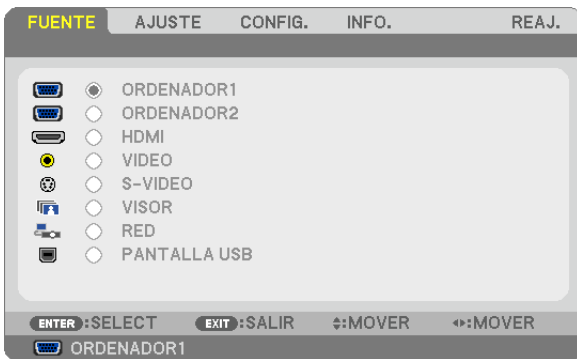 FUENTE AJUSTE CONFIG. INFO. REAJ.
ORDENADOR1
ORDENADOR2
HDMI
VIDEO
S-VIDEO
VISOR
RED
PANTALLA USB
ENTER :SELECT EXIT :SALIR :MOVER :MOVER
ORDENADOR1